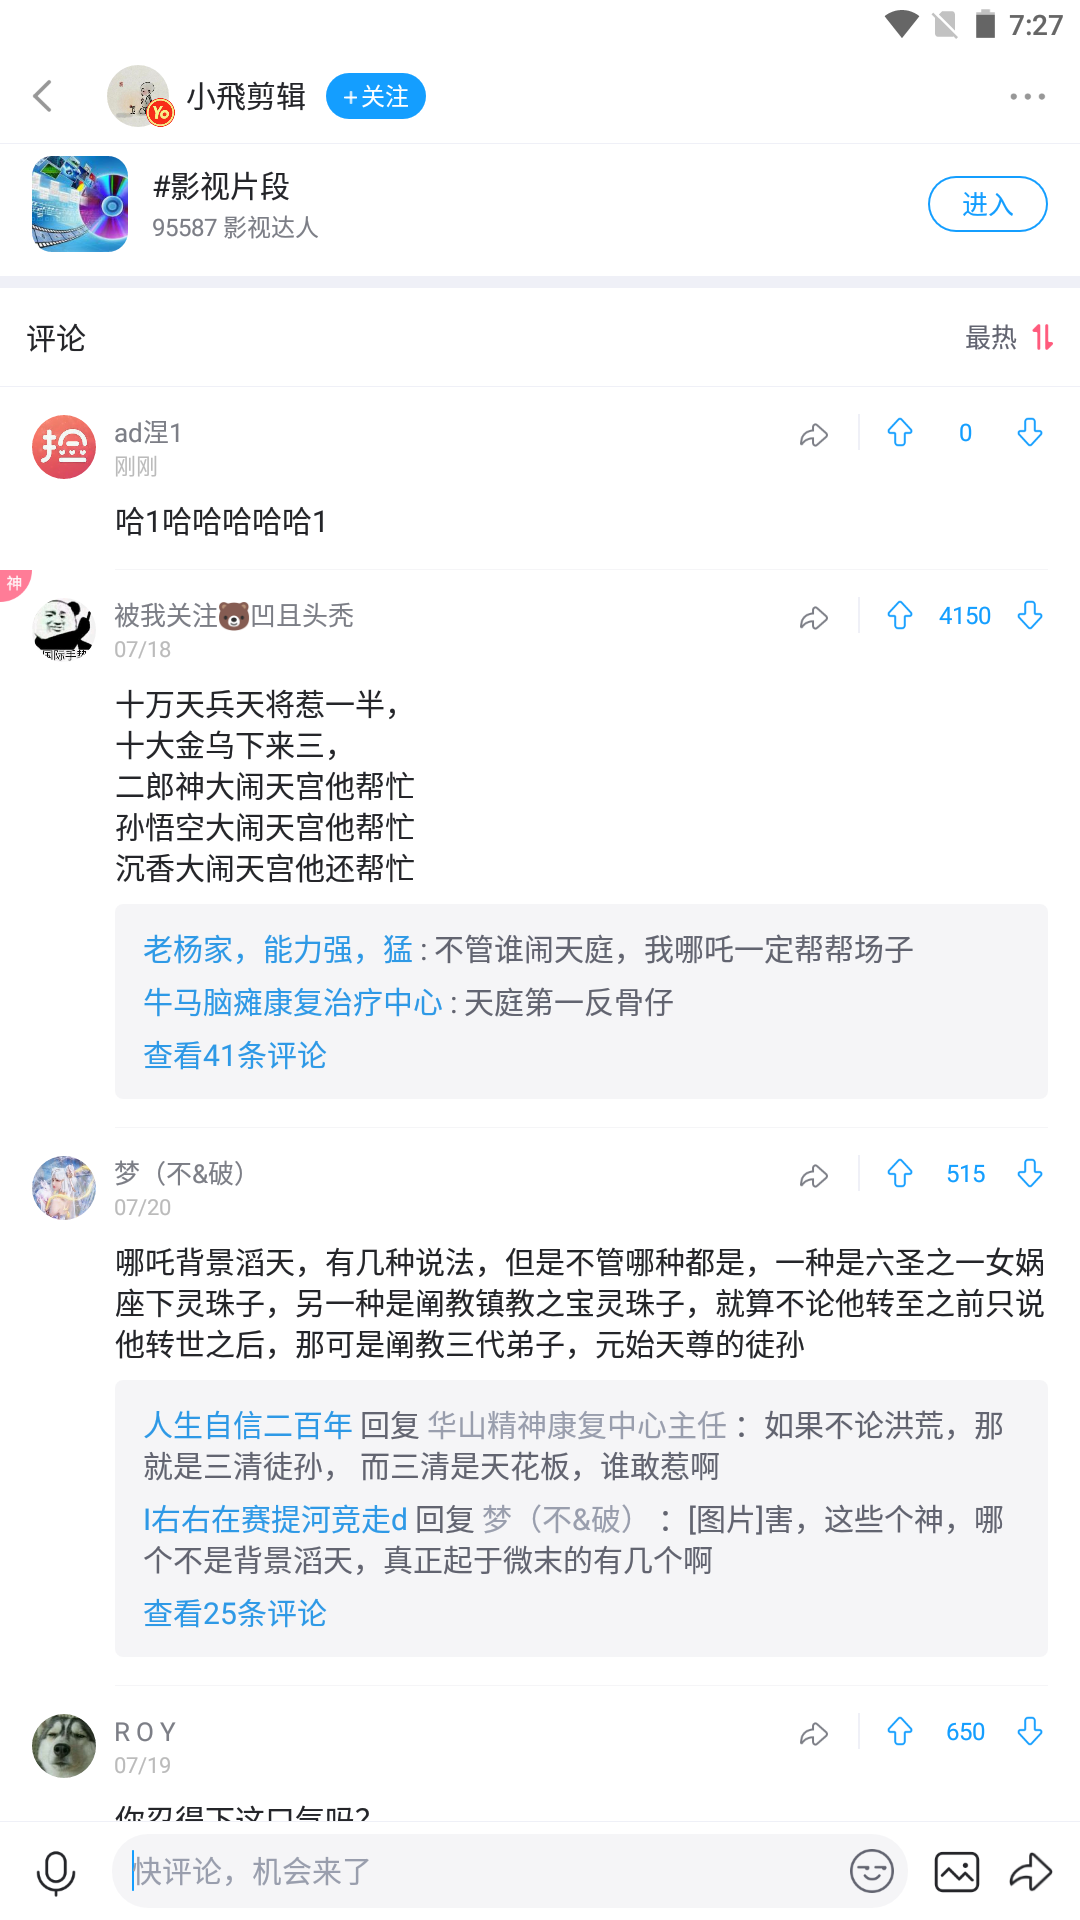 7:27
小飛剪辑
Yo
+关注
#影视片段
95587 影视达人
进入
评论
最热
捡
ad涅1
刚刚
0
哈1哈哈哈哈哈1
神
被我关注🐻凹且头秃
07/18
4150
十万天兵天将惹一半，
十大金乌下来三，
二郎神大闹天宫他帮忙
孙悟空大闹天宫他帮忙
沉香大闹天宫他还帮忙
老杨家，能力强，猛 : 不管谁闹天庭，我哪吒一定帮帮场子
牛马脑瘫康复治疗中心 : 天庭第一反骨仔
查看41条评论
梦（不&破）
07/20
515
哪吒背景滔天，有几种说法，但是不管哪种都是，一种是六圣之一女娲
座下灵珠子，另一种是阐教镇教之宝灵珠子，就算不论他转至之前只说
他转世之后，那可是阐教三代弟子，元始天尊的徒孙
人生自信二百年 回复 华山精神康复中心主任 ：如果不论洪荒，那
就是三清徒孙， 而三清是天花板，谁敢惹啊
I右右在赛提河竞走d 回复 梦（不&破） ：[图片]害，这些个神，哪
个不是背景滔天，真正起于微末的有几个啊
查看25条评论
R O Y
07/19
650
你忍得下这口气吗？
快评论，机会来了